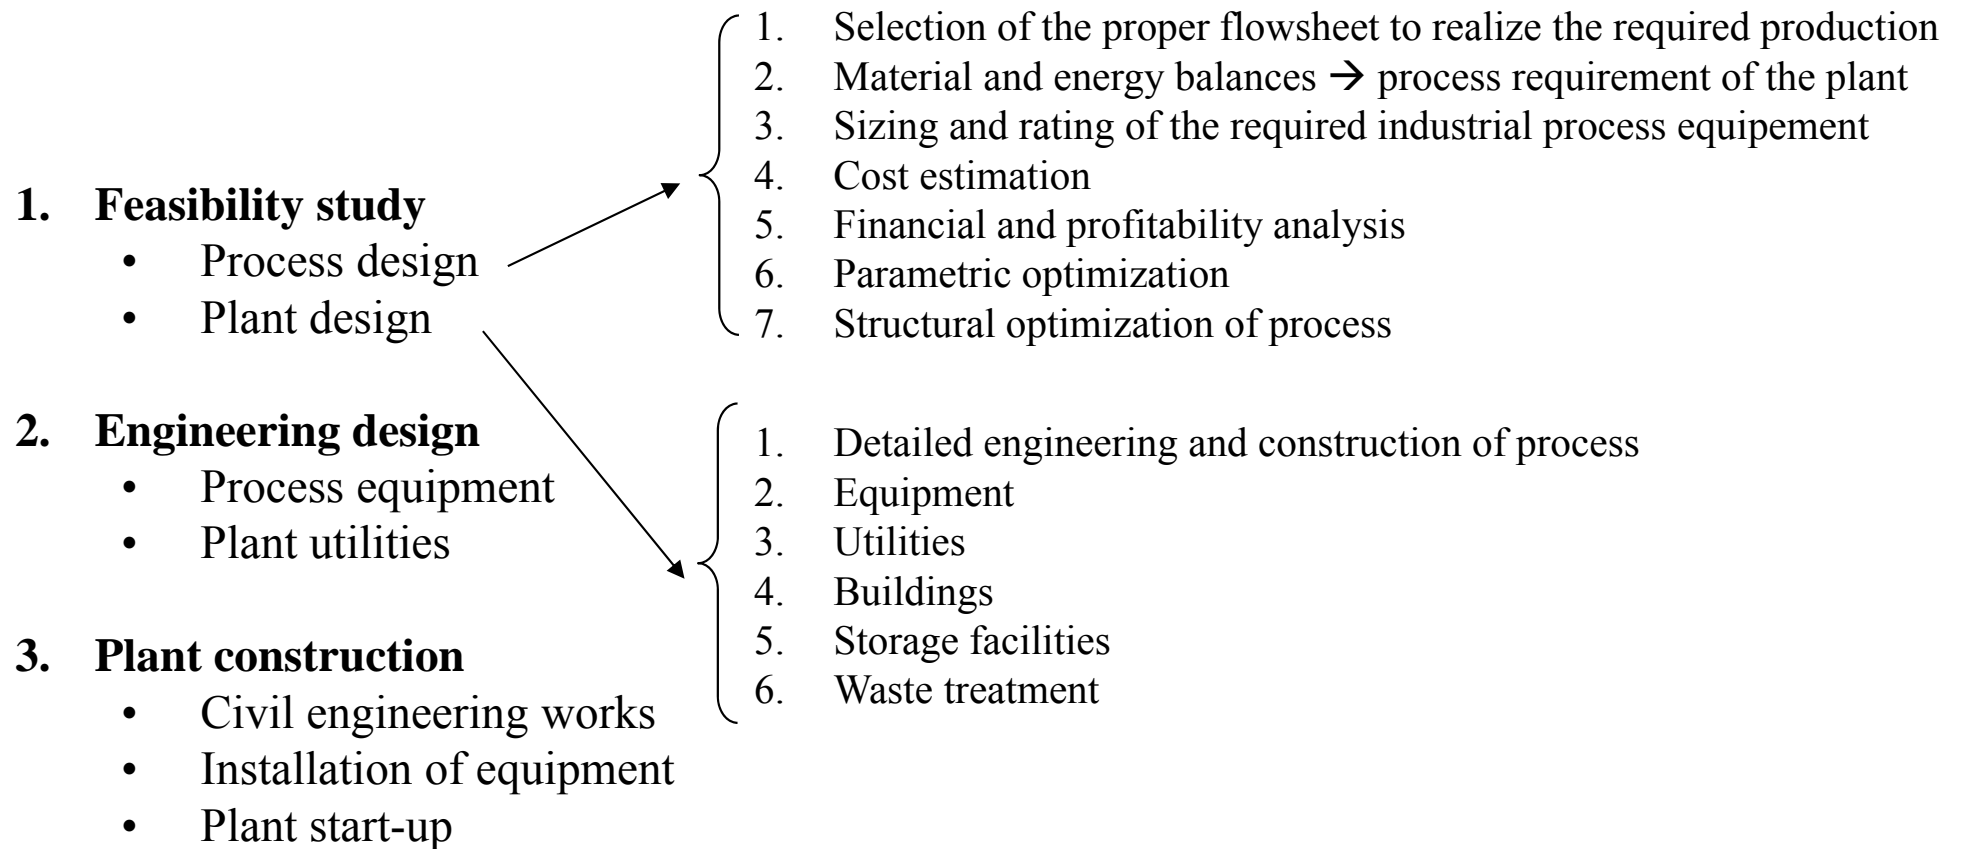 1. Feasibility study
• Process design
• Plant design
2. Engineering design
• Process equipment
• Plant utilities
3. Plant construction
• Civil engineering works
• Installation of equipment
• Plant start-up
1. Selection of the proper flowsheet to realize the required production
2. Material and energy balances → process requirement of the plant
3. Sizing and rating of the required industrial process equipement
4. Cost estimation
5. Financial and profitability analysis
6. Parametric optimization
7. Structural optimization of process
1. Detailed engineering and construction of process
2. Equipment
3. Utilities
4. Buildings
5. Storage facilities
6. Waste treatment